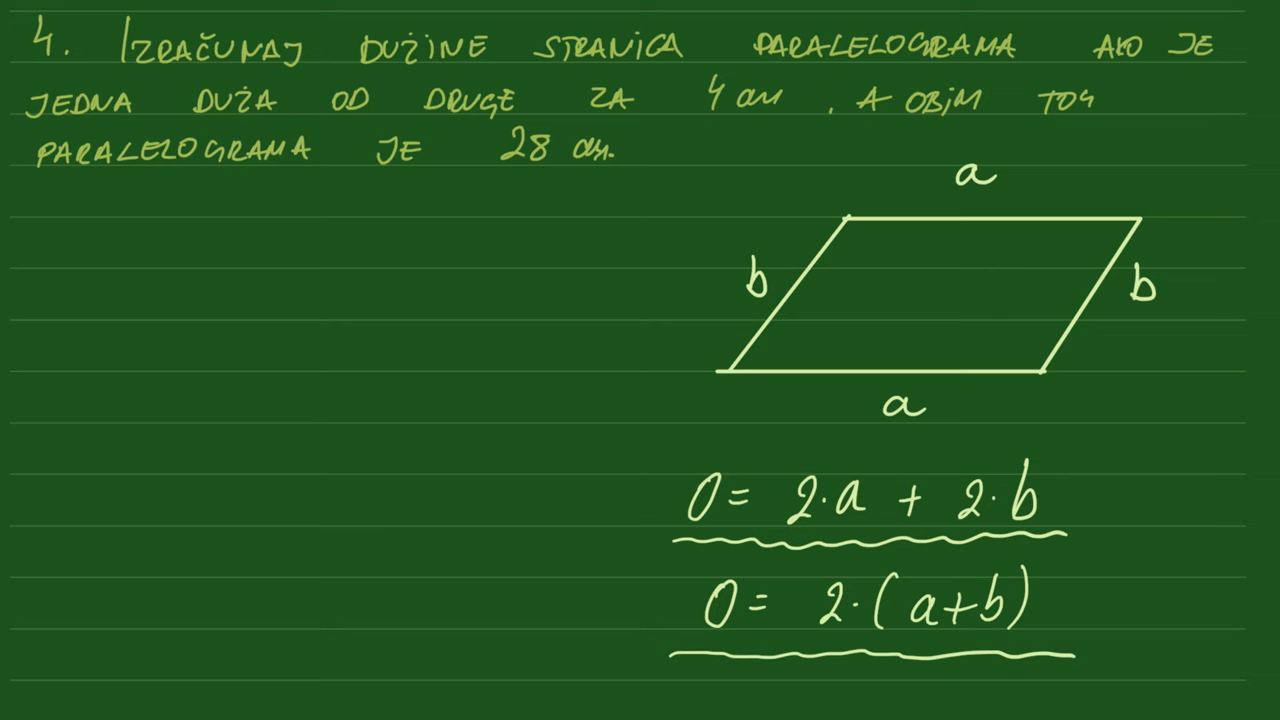 4. IZRAČUNAJ DUŽINE STRANICA PARALELOGRAMA AKO JE
JEDNA DUŽA OD DRUGE ZA 4 cm, A OBIM TOG
PARALELOGRAMA JE 28 cm.
a
b
b
a
O = 2·a + 2·b
O = 2·(a+b)